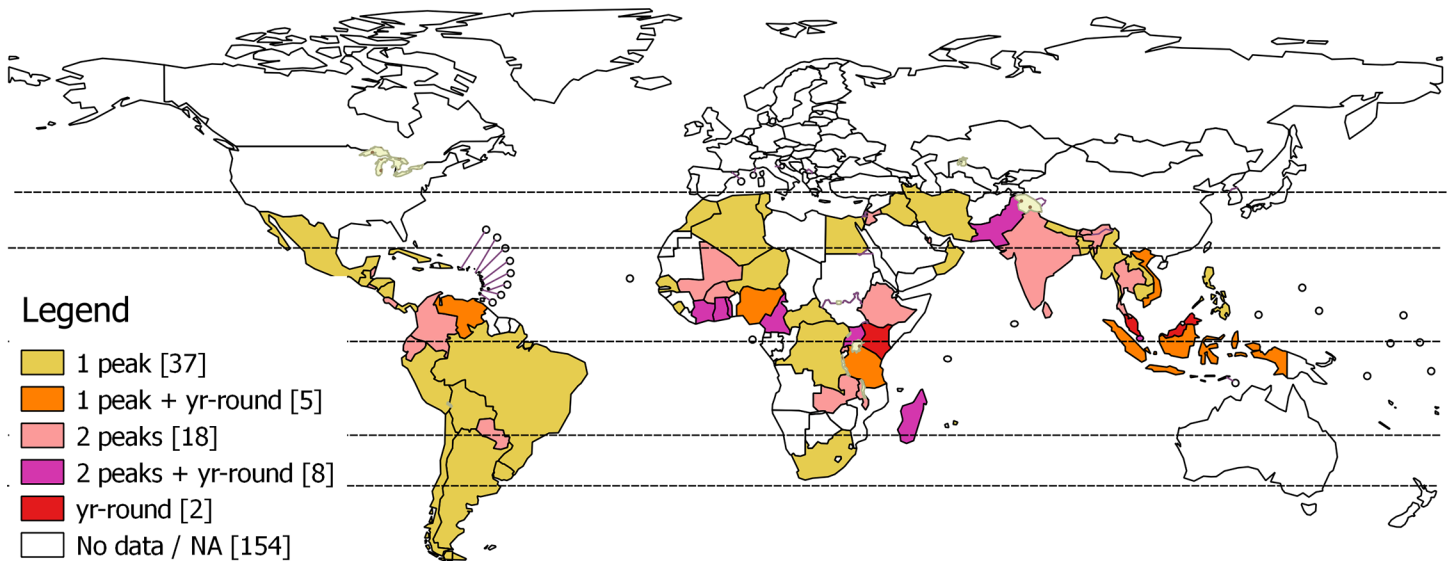 Legend
1 peak [37]
1 peak + yr-round [5]
2 peaks [18]
2 peaks + yr-round [8]
yr-round [2]
No data / NA [154]